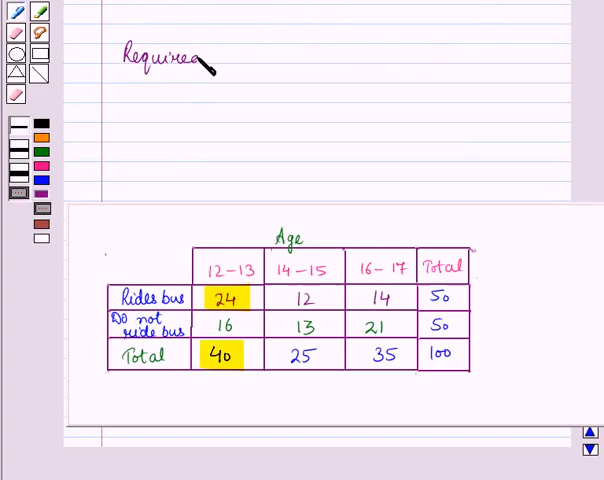 Required
Age
12-13 14-15 16-17 Total
Rides bus 24 12 14 50
Do not ride bus 16 13 21 50
Total 40 25 35 100